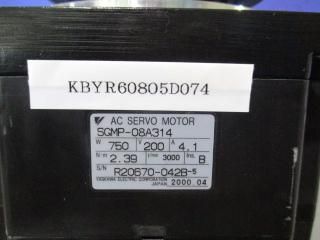 KBYR60805D074
AC SERVO MOTOR
SGMP-08A314
W 750 V 200 A 4.1
N·m 2.39 r/min 3000 Ins. B
S/N R20670-042B-5
YASKAWA ELECTRIC CORPORATION
JAPAN 2000.04